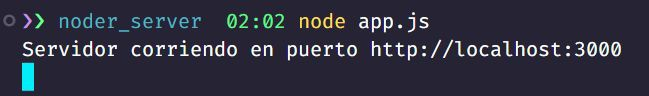 ❯❯ noder_server 02:02 node app.js
Servidor corriendo en puerto http://localhost:3000